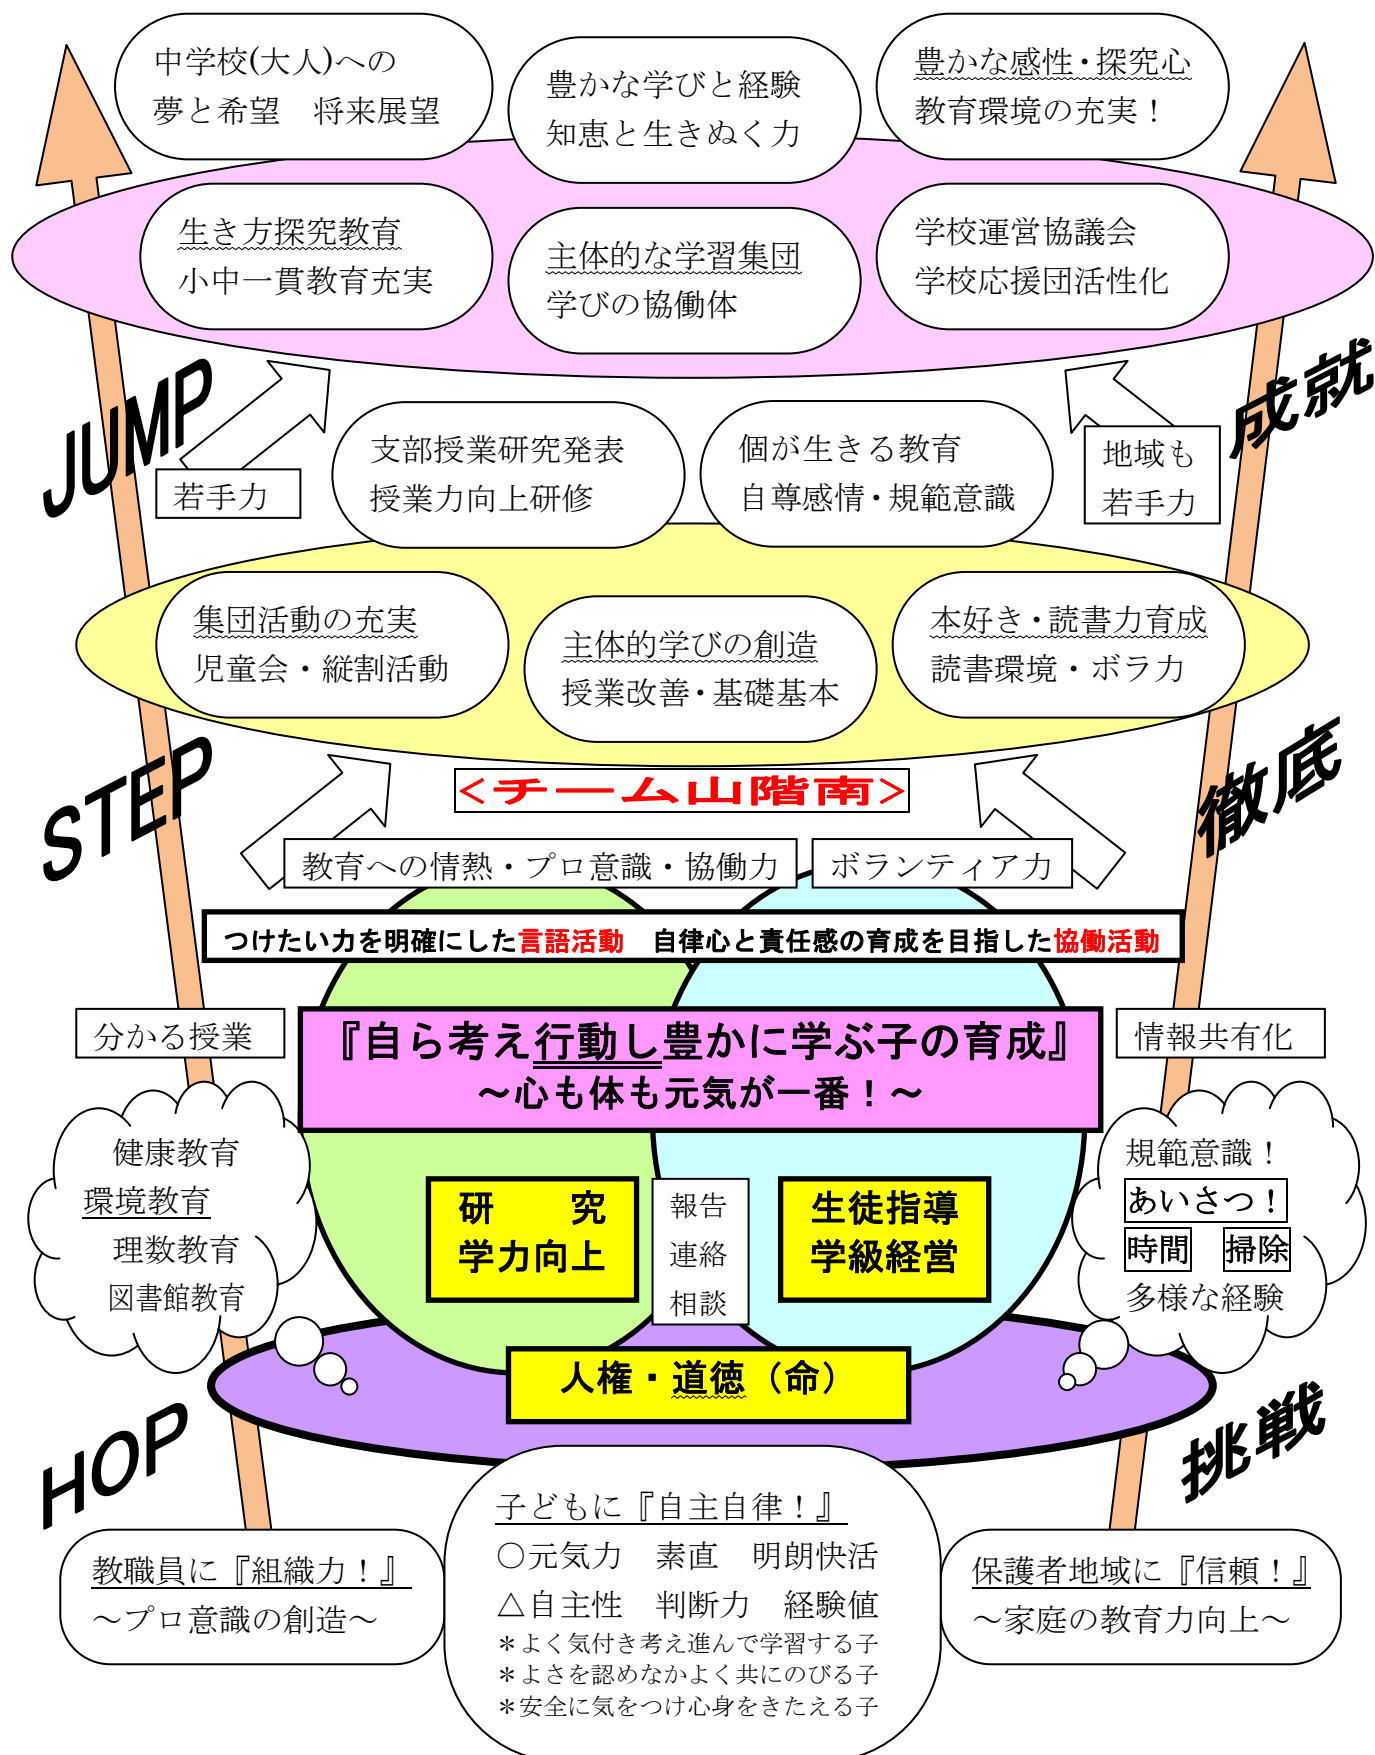 中学校(大人)への
夢と希望　将来展望
豊かな学びと経験
知恵と生きぬく力
豊かな感性・探究心
教育環境の充実！
生き方探究教育
小中一貫教育充実
主体的な学習集団
学びの協働体
学校運営協議会
学校応援団活性化
JUMP
成就
若手力
支部授業研究発表
授業力向上研修
個が生きる教育
自尊感情・規範意識
地域も
若手力
集団活動の充実
児童会・縦割活動
主体的学びの創造
授業改善・基礎基本
本好き・読書力育成
読書環境・ボラ力
STEP
徹底
＜チーム山階南＞
教育への情熱・プロ意識・協働力
ボランティア力
つけたい力を明確にした言語活動　自律心と責任感の育成を目指した協働活動
分かる授業
情報共有化
『自ら考え行動し豊かに学ぶ子の育成』
～心も体も元気が一番！～
健康教育
環境教育
理数教育
図書館教育
研　究
学力向上
報告
連絡
相談
生徒指導
学級経営
規範意識！
あいさつ！
時間　掃除
多様な経験
人権・道徳（命）
HOP
挑戦
教職員に『組織力！』
～プロ意識の創造～
子どもに『自主自律！』
○元気力　素直　明朗快活
△自主性　判断力　経験値
＊よく気付き考え進んで学習する子
＊よさを認めなかよく共にのびる子
＊安全に気をつけ心身をきたえる子
保護者地域に『信頼！』
～家庭の教育力向上～